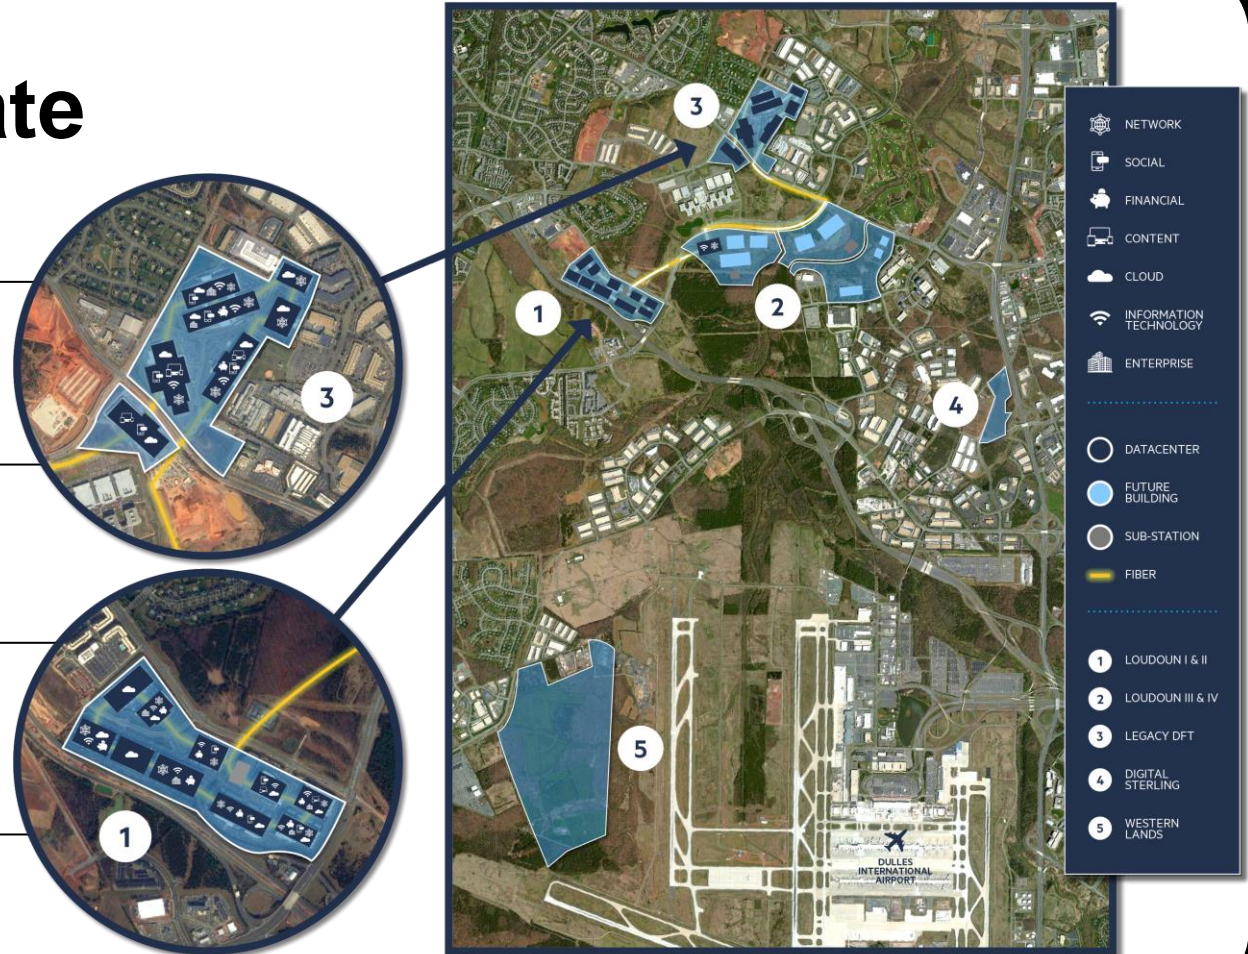 ate
3
1
2
4
5
DULLES
INTERNATIONAL
AIRPORT
3
1
NETWORK
SOCIAL
FINANCIAL
CONTENT
CLOUD
INFORMATION
TECHNOLOGY
ENTERPRISE
DATACENTER
FUTURE
BUILDING
SUB-STATION
FIBER
1 LOUDOUN I & II
2 LOUDOUN III & IV
3 LEGACY DFT
4 DIGITAL
STERLING
5 WESTERN
LANDS